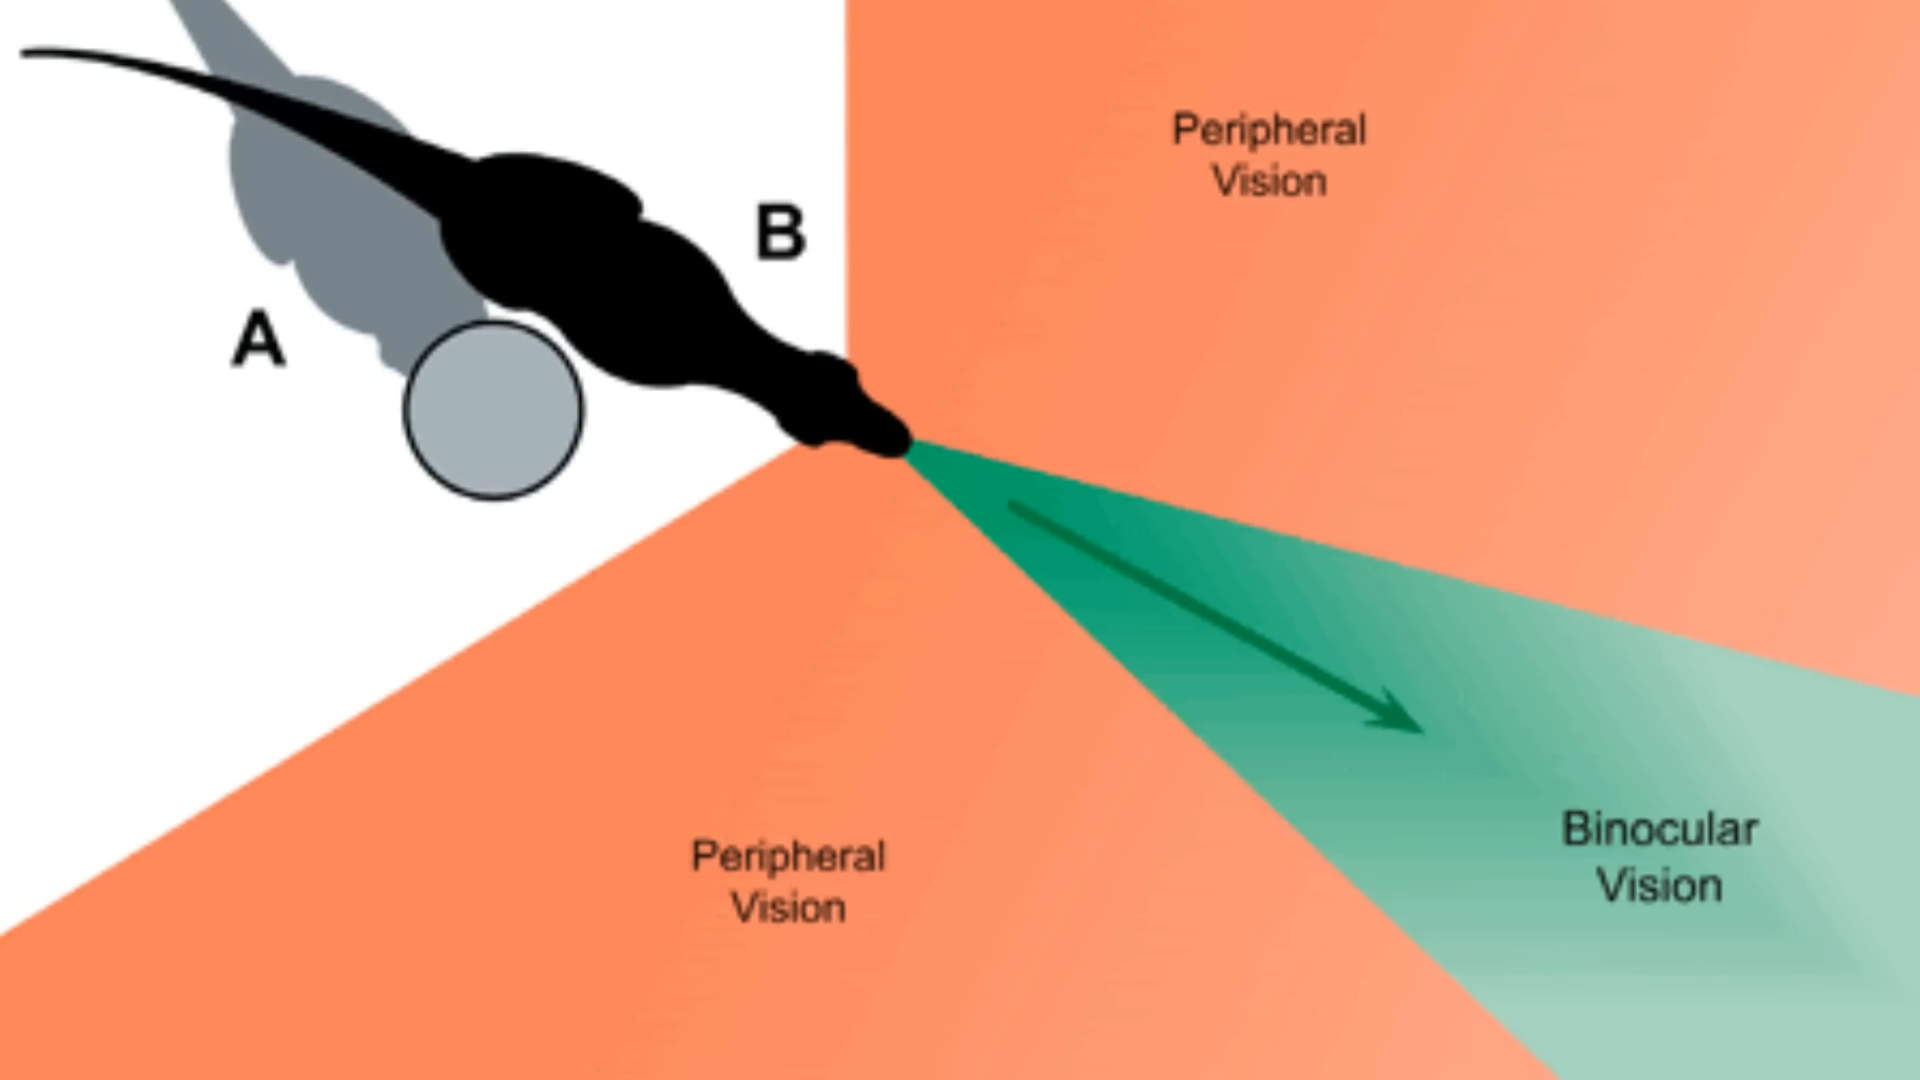 Peripheral
Vision
B
A
Binocular
Vision
Peripheral
Vision